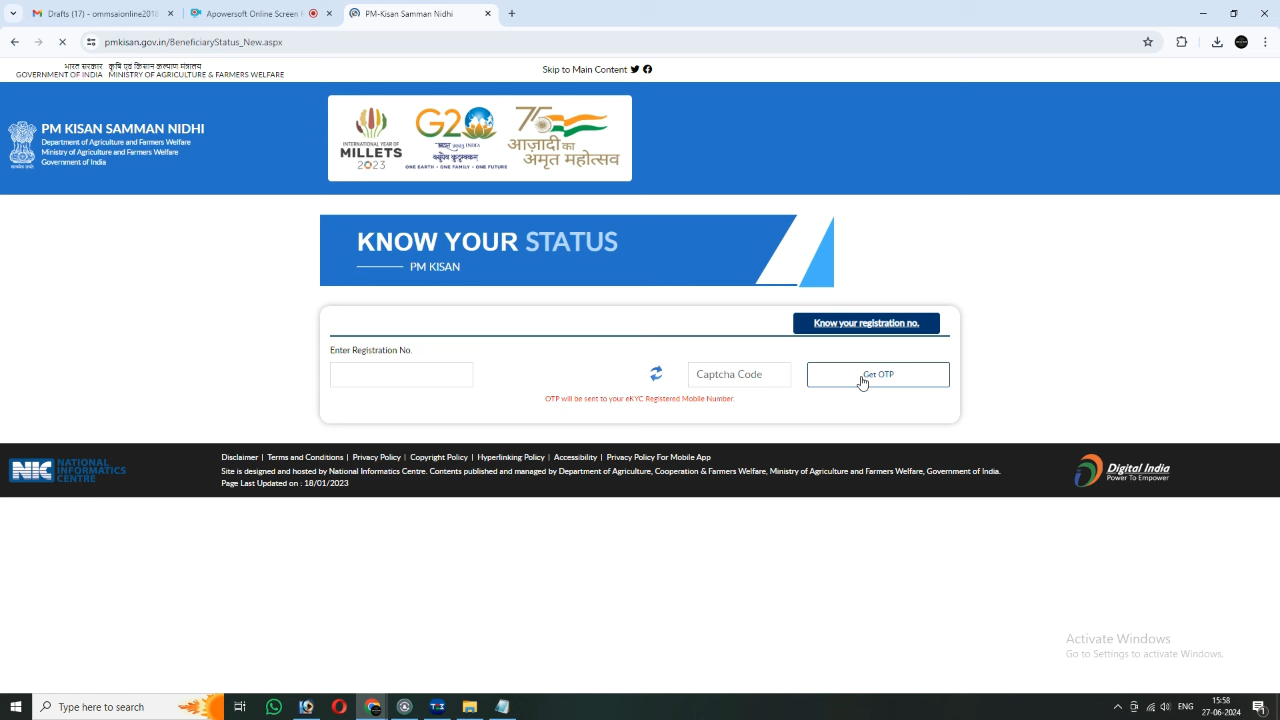 Drafts (17) - ommsaionline2018
Apowersoft Online Screen R
PM-Kisan Samman Nidhi
pmkisan.gov.in/BeneficiaryStatus_New.aspx
भारत सरकार कृषि एवं किसान कल्याण मंत्रालय
GOVERNMENT OF INDIA MINISTRY OF AGRICULTURE & FARMERS WELFARE
Skip to Main Content
PM KISAN SAMMAN NIDHI
Department of Agriculture and Farmers Welfare
Ministry of Agriculture and Farmers Welfare
Government of India
INTERNATIONAL YEAR OF
MILLETS
2023
G20
भारत 2023 INDIA
वसुधैव कुटुम्बकम्
ONE EARTH • ONE FAMILY • ONE FUTURE
75
आज़ादी का
अमृत महोत्सव
KNOW YOUR STATUS
PM KISAN
Know your registration no.
Enter Registration No.
Captcha Code
Get OTP
OTP will be sent to your eKYC Registered Mobile Number.
NIC NATIONAL INFORMATICS CENTRE
Disclaimer | Terms and Conditions | Privacy Policy | Copyright Policy | Hyperlinking Policy | Accessibility | Privacy Policy For Mobile App
Site is designed and hosted by National Informatics Centre. Contents published and managed by Department of Agriculture, Cooperation & Farmers Welfare, Ministry of Agriculture and Farmers Welfare, Government of India.
Page Last Updated on : 18/01/2023
Digital India
Power To Empower
Activate Windows
Go to Settings to activate Windows.
Type here to search
ENG
15:58
27-06-2024